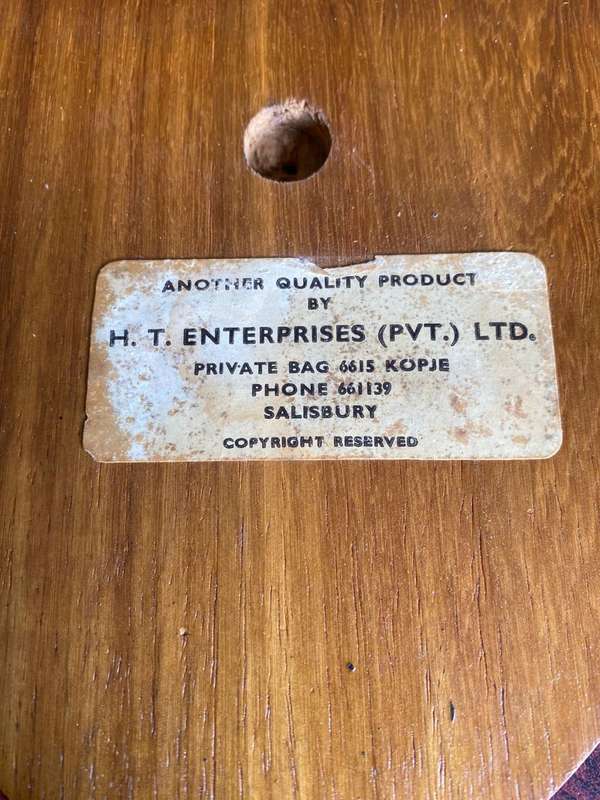 ANOTHER QUALITY PRODUCT
BY
H. T. ENTERPRISES (PVT.) LTD.
PRIVATE BAG 6615 KOPJE
PHONE 661139
SALISBURY
COPYRIGHT RESERVED